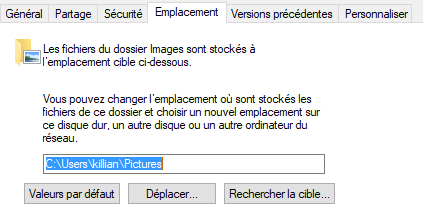 Général Partage Sécurité Emplacement Versions précédentes Personnaliser
Les fichiers du dossier Images sont stockés à
l'emplacement cible ci-dessous.
Vous pouvez changer l'emplacement où sont stockés les
fichiers de ce dossier et choisir un nouvel emplacement sur
ce disque dur, un autre disque ou un autre ordinateur du
réseau.
C:\Users\killian\Pictures
Valeurs par défaut Déplacer... Rechercher la cible...